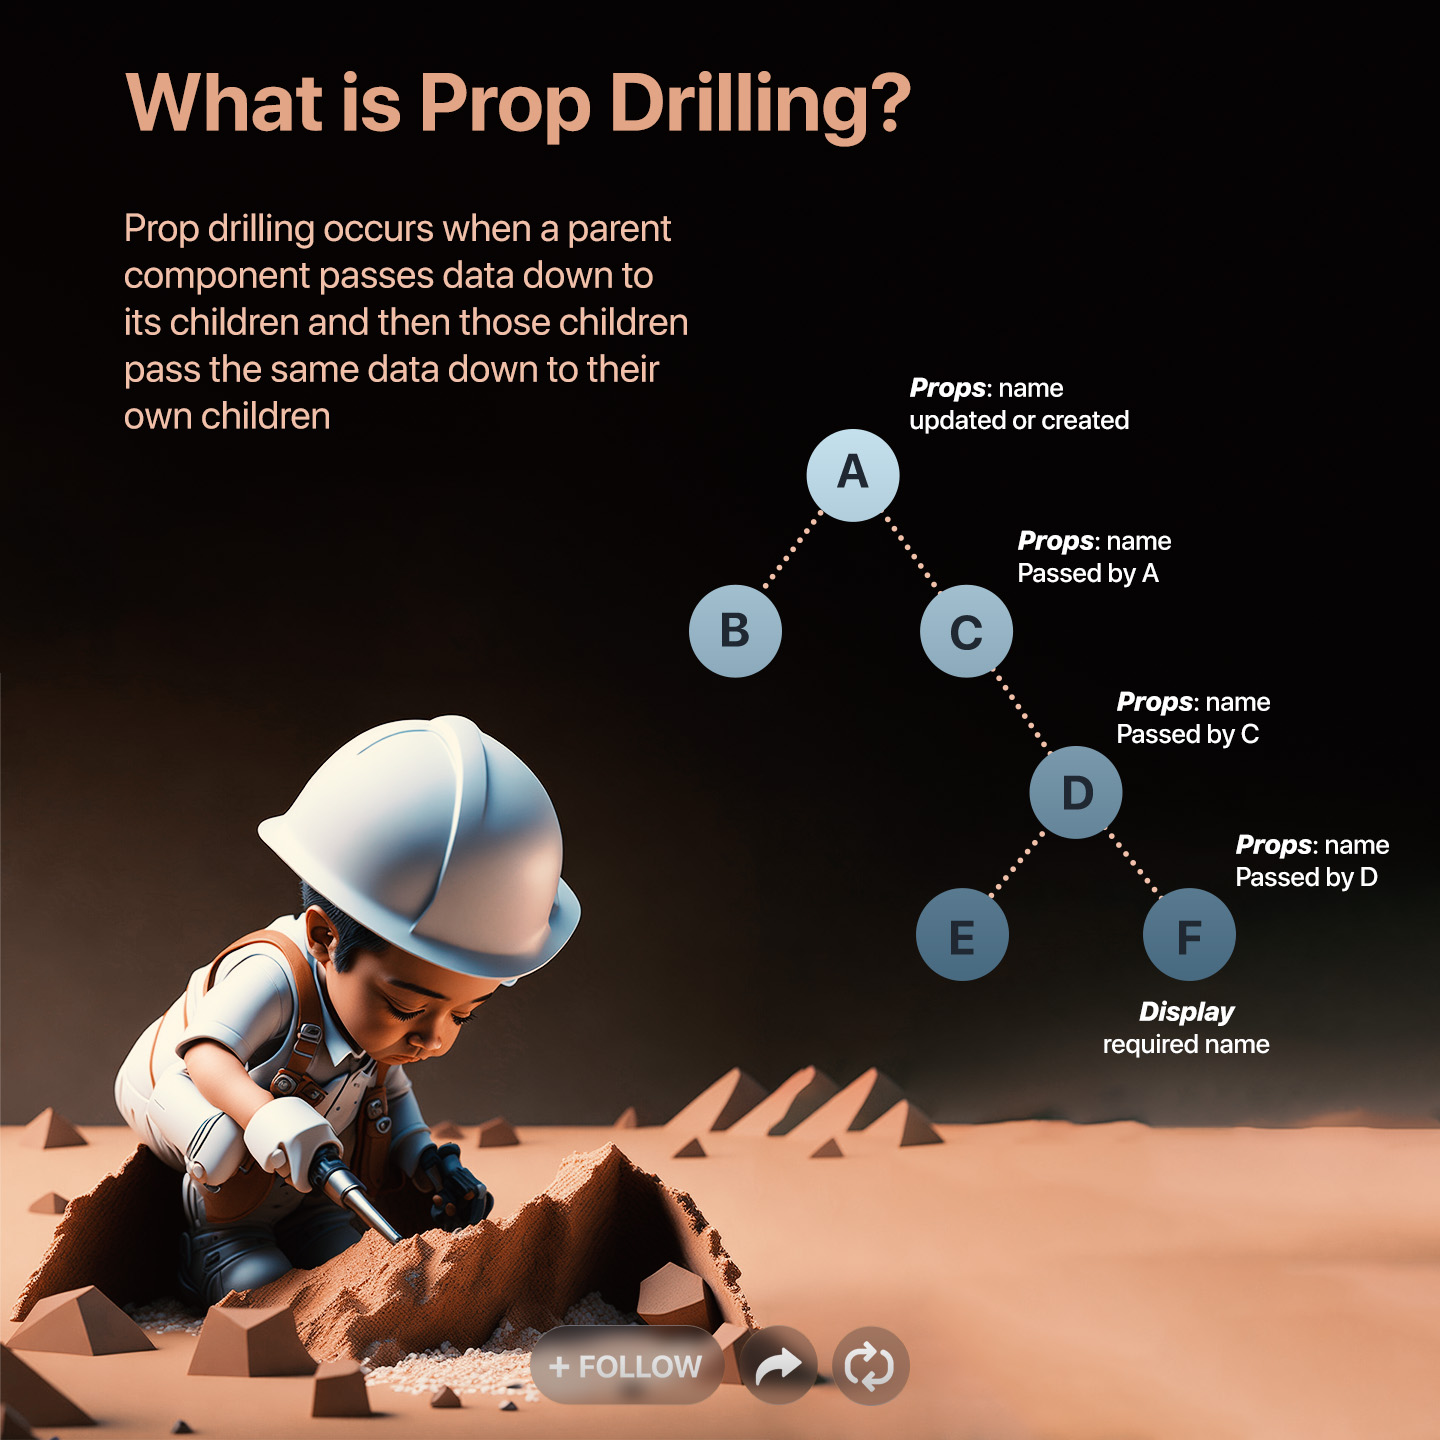 What is Prop Drilling?
Prop drilling occurs when a parent
component passes data down to
its children and then those children
pass the same data down to their
own children
Props: name
updated or created
A
Props: name
Passed by A
B
C
Props: name
Passed by C
D
Props: name
Passed by D
E
F
Display
required name
+ FOLLOW